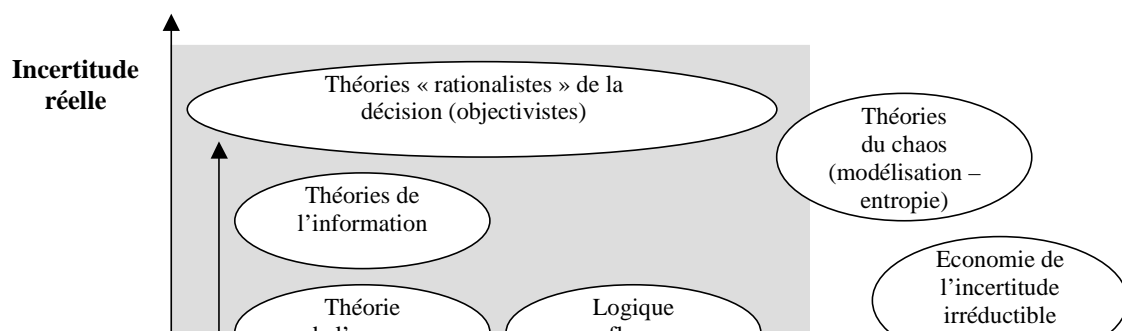 Incertitude
réelle
Théories « rationalistes » de la
décision (objectivistes)
Théories
du chaos
(modélisation –
entropie)
Théories de
l’information
Economie de
l’incertitude
irréductible
Théorie
Logique